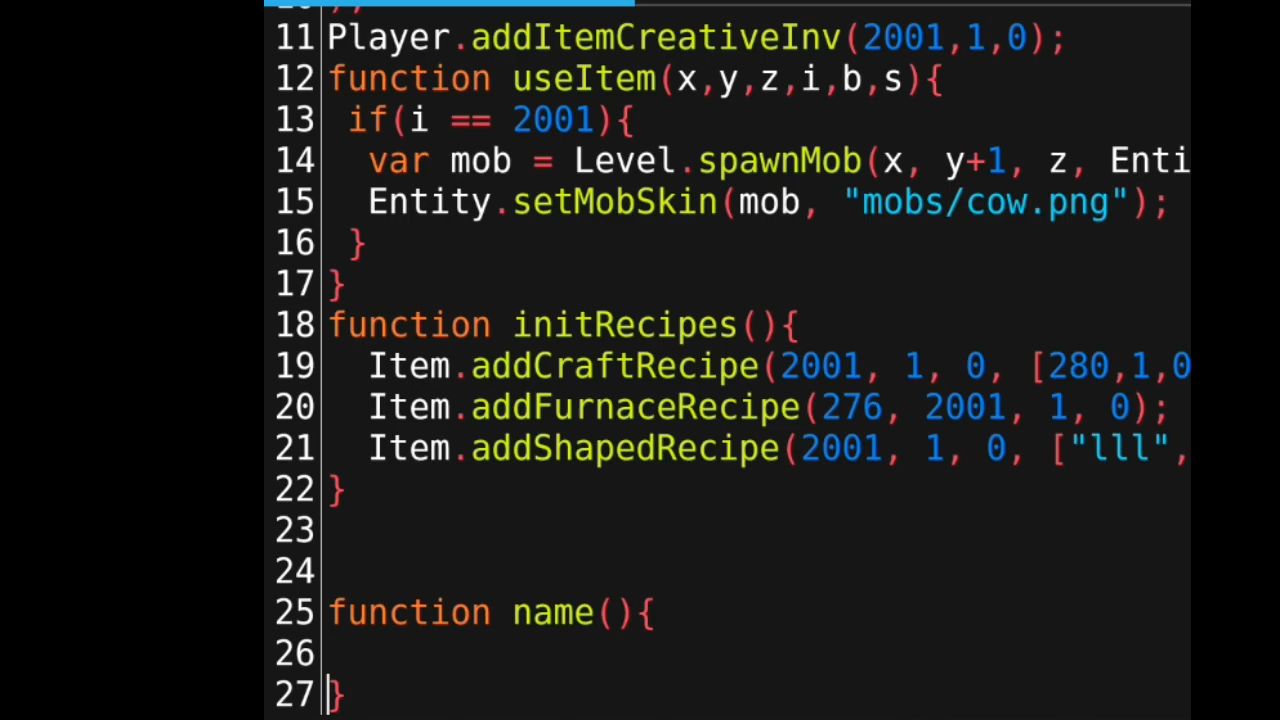 11 Player.addItemCreativeInv(2001,1,0);
12 function useItem(x,y,z,i,b,s){
13 if(i == 2001){
14 var mob = Level.spawnMob(x, y+1, z, Enti
15 Entity.setMobSkin(mob, "mobs/cow.png");
16 }
17 }
18 function initRecipes(){
19 Item.addCraftRecipe(2001, 1, 0, [280,1,0
20 Item.addFurnaceRecipe(276, 2001, 1, 0);
21 Item.addShapedRecipe(2001, 1, 0, ["lll",
22 }
23
24
25 function name(){
26
27 }